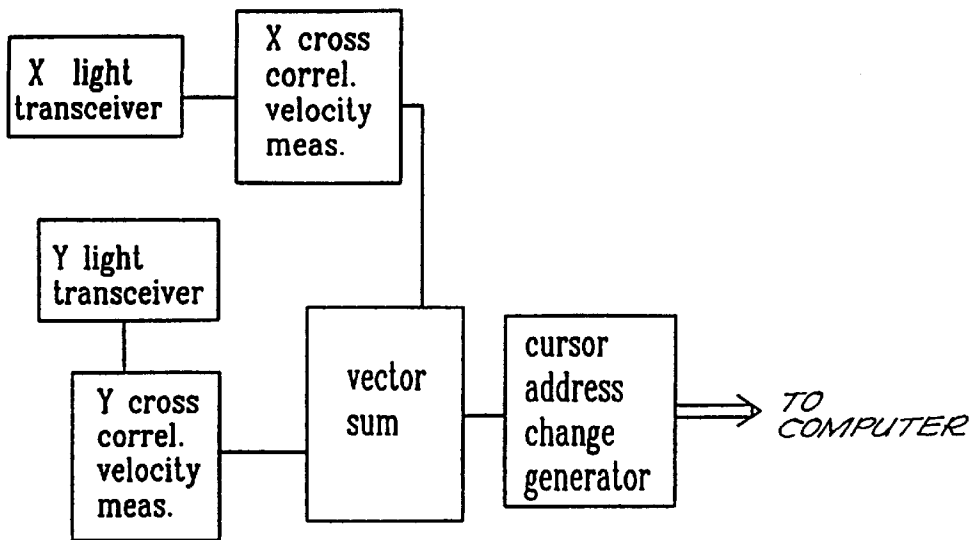 X light
transceiver
X cross
correl.
velocity
meas.
Y light
transceiver
Y cross
correl.
velocity
meas.
vector
sum
cursor
address
change
generator
TO
COMPUTER